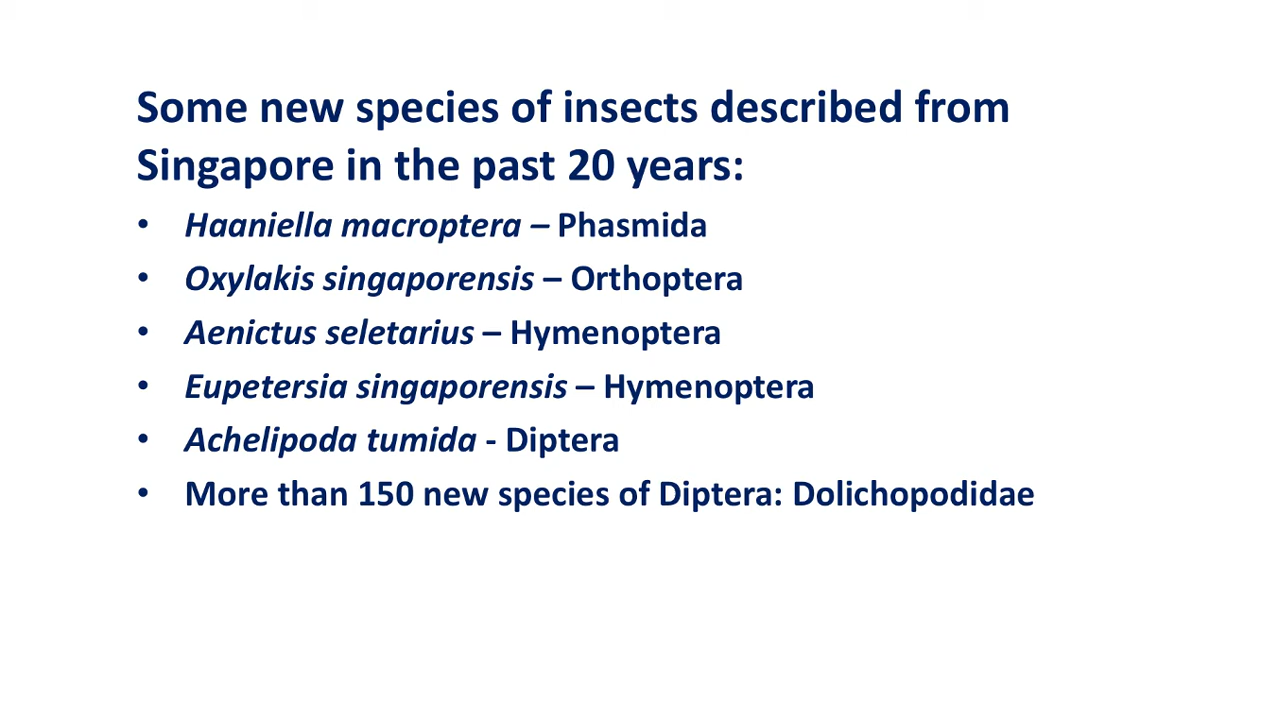 Some new species of insects described from
Singapore in the past 20 years:
• Haaniella macroptera – Phasmida
• Oxylakis singaporensis – Orthoptera
• Aenictus seletarius – Hymenoptera
• Eupetersia singaporensis – Hymenoptera
• Achelipoda tumida - Diptera
• More than 150 new species of Diptera: Dolichopodidae